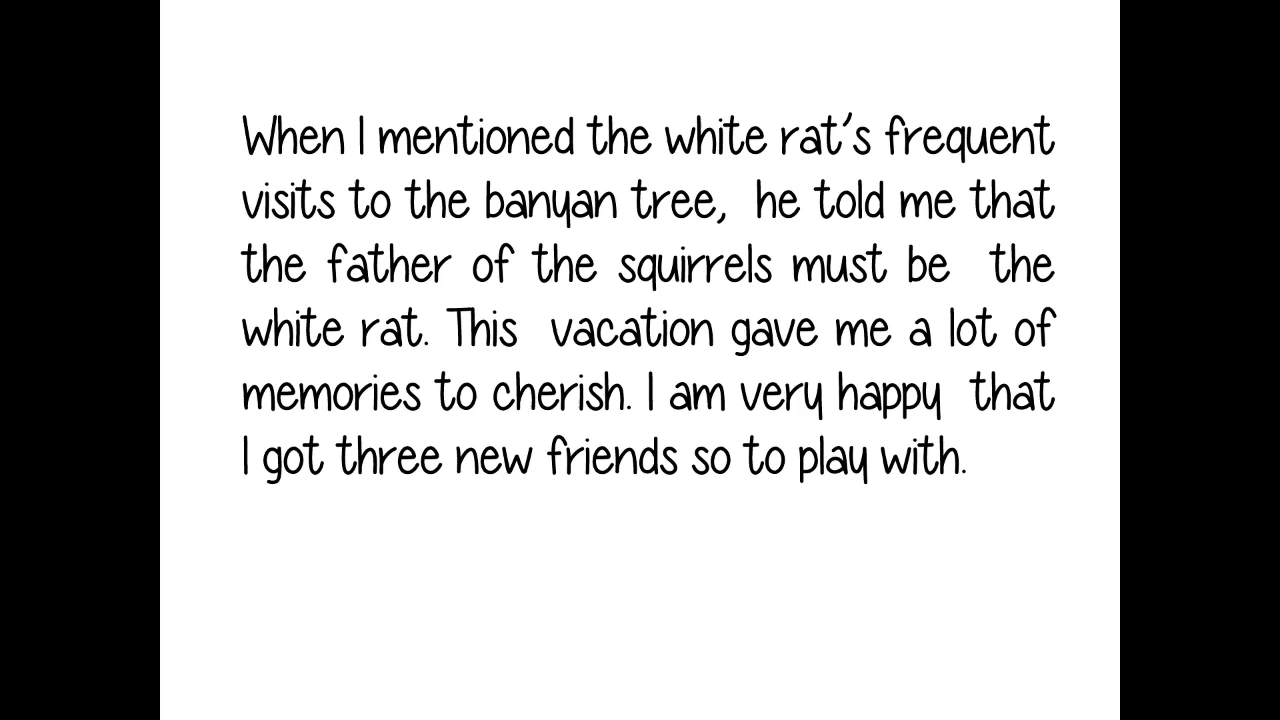 When I mentioned the white rat's frequent
visits to the banyan tree, he told me that
the father of the squirrels must be the
white rat. This vacation gave me a lot of
memories to cherish. I am very happy that
I got three new friends so to play with.